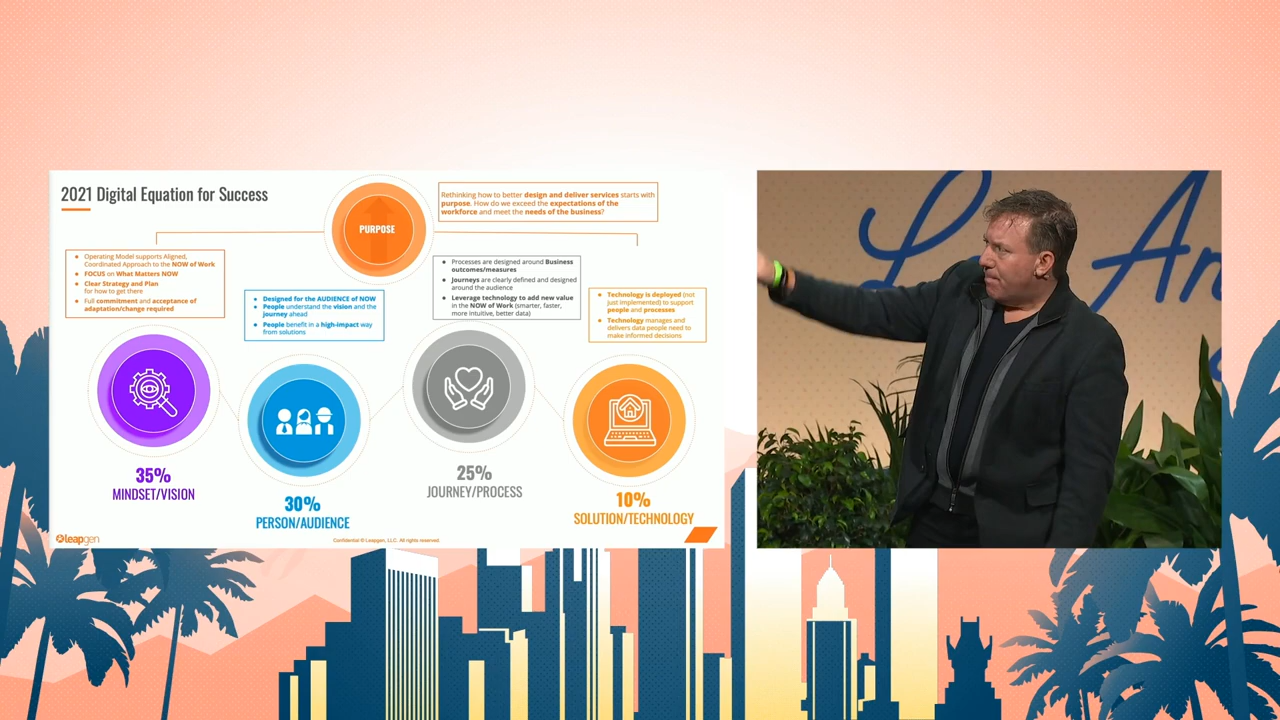 2021 Digital Equation for Success
PURPOSE
Rethinking how to better design and deliver services starts with
purpose. How do we exceed the expectations of the
workforce and meet the needs of the business?
Operating Model supports Aligned,
Coordinated Approach to the NOW of Work
FOCUS on What Matters NOW
Clear Strategy and Plan
for how to get there
Full commitment and acceptance of
adaptation/change required
35%
MINDSET/VISION
Designed for the AUDIENCE of NOW
People understand the vision and the
journey ahead
People benefit in a high-impact way
from solutions
30%
PERSON/AUDIENCE
Processes are designed around Business
outcomes/measures
Journeys are clearly defined and designed
around the audience
Leverage technology to add new value
in the NOW of Work (smarter, faster,
more intuitive, better data)
25%
JOURNEY/PROCESS
Technology is deployed (not
just implemented) to support
people and processes
Technology manages and
delivers data people need to
make informed decisions
10%
SOLUTION/TECHNOLOGY
leapgen
Confidential © Leapgen, LLC. All rights reserved.